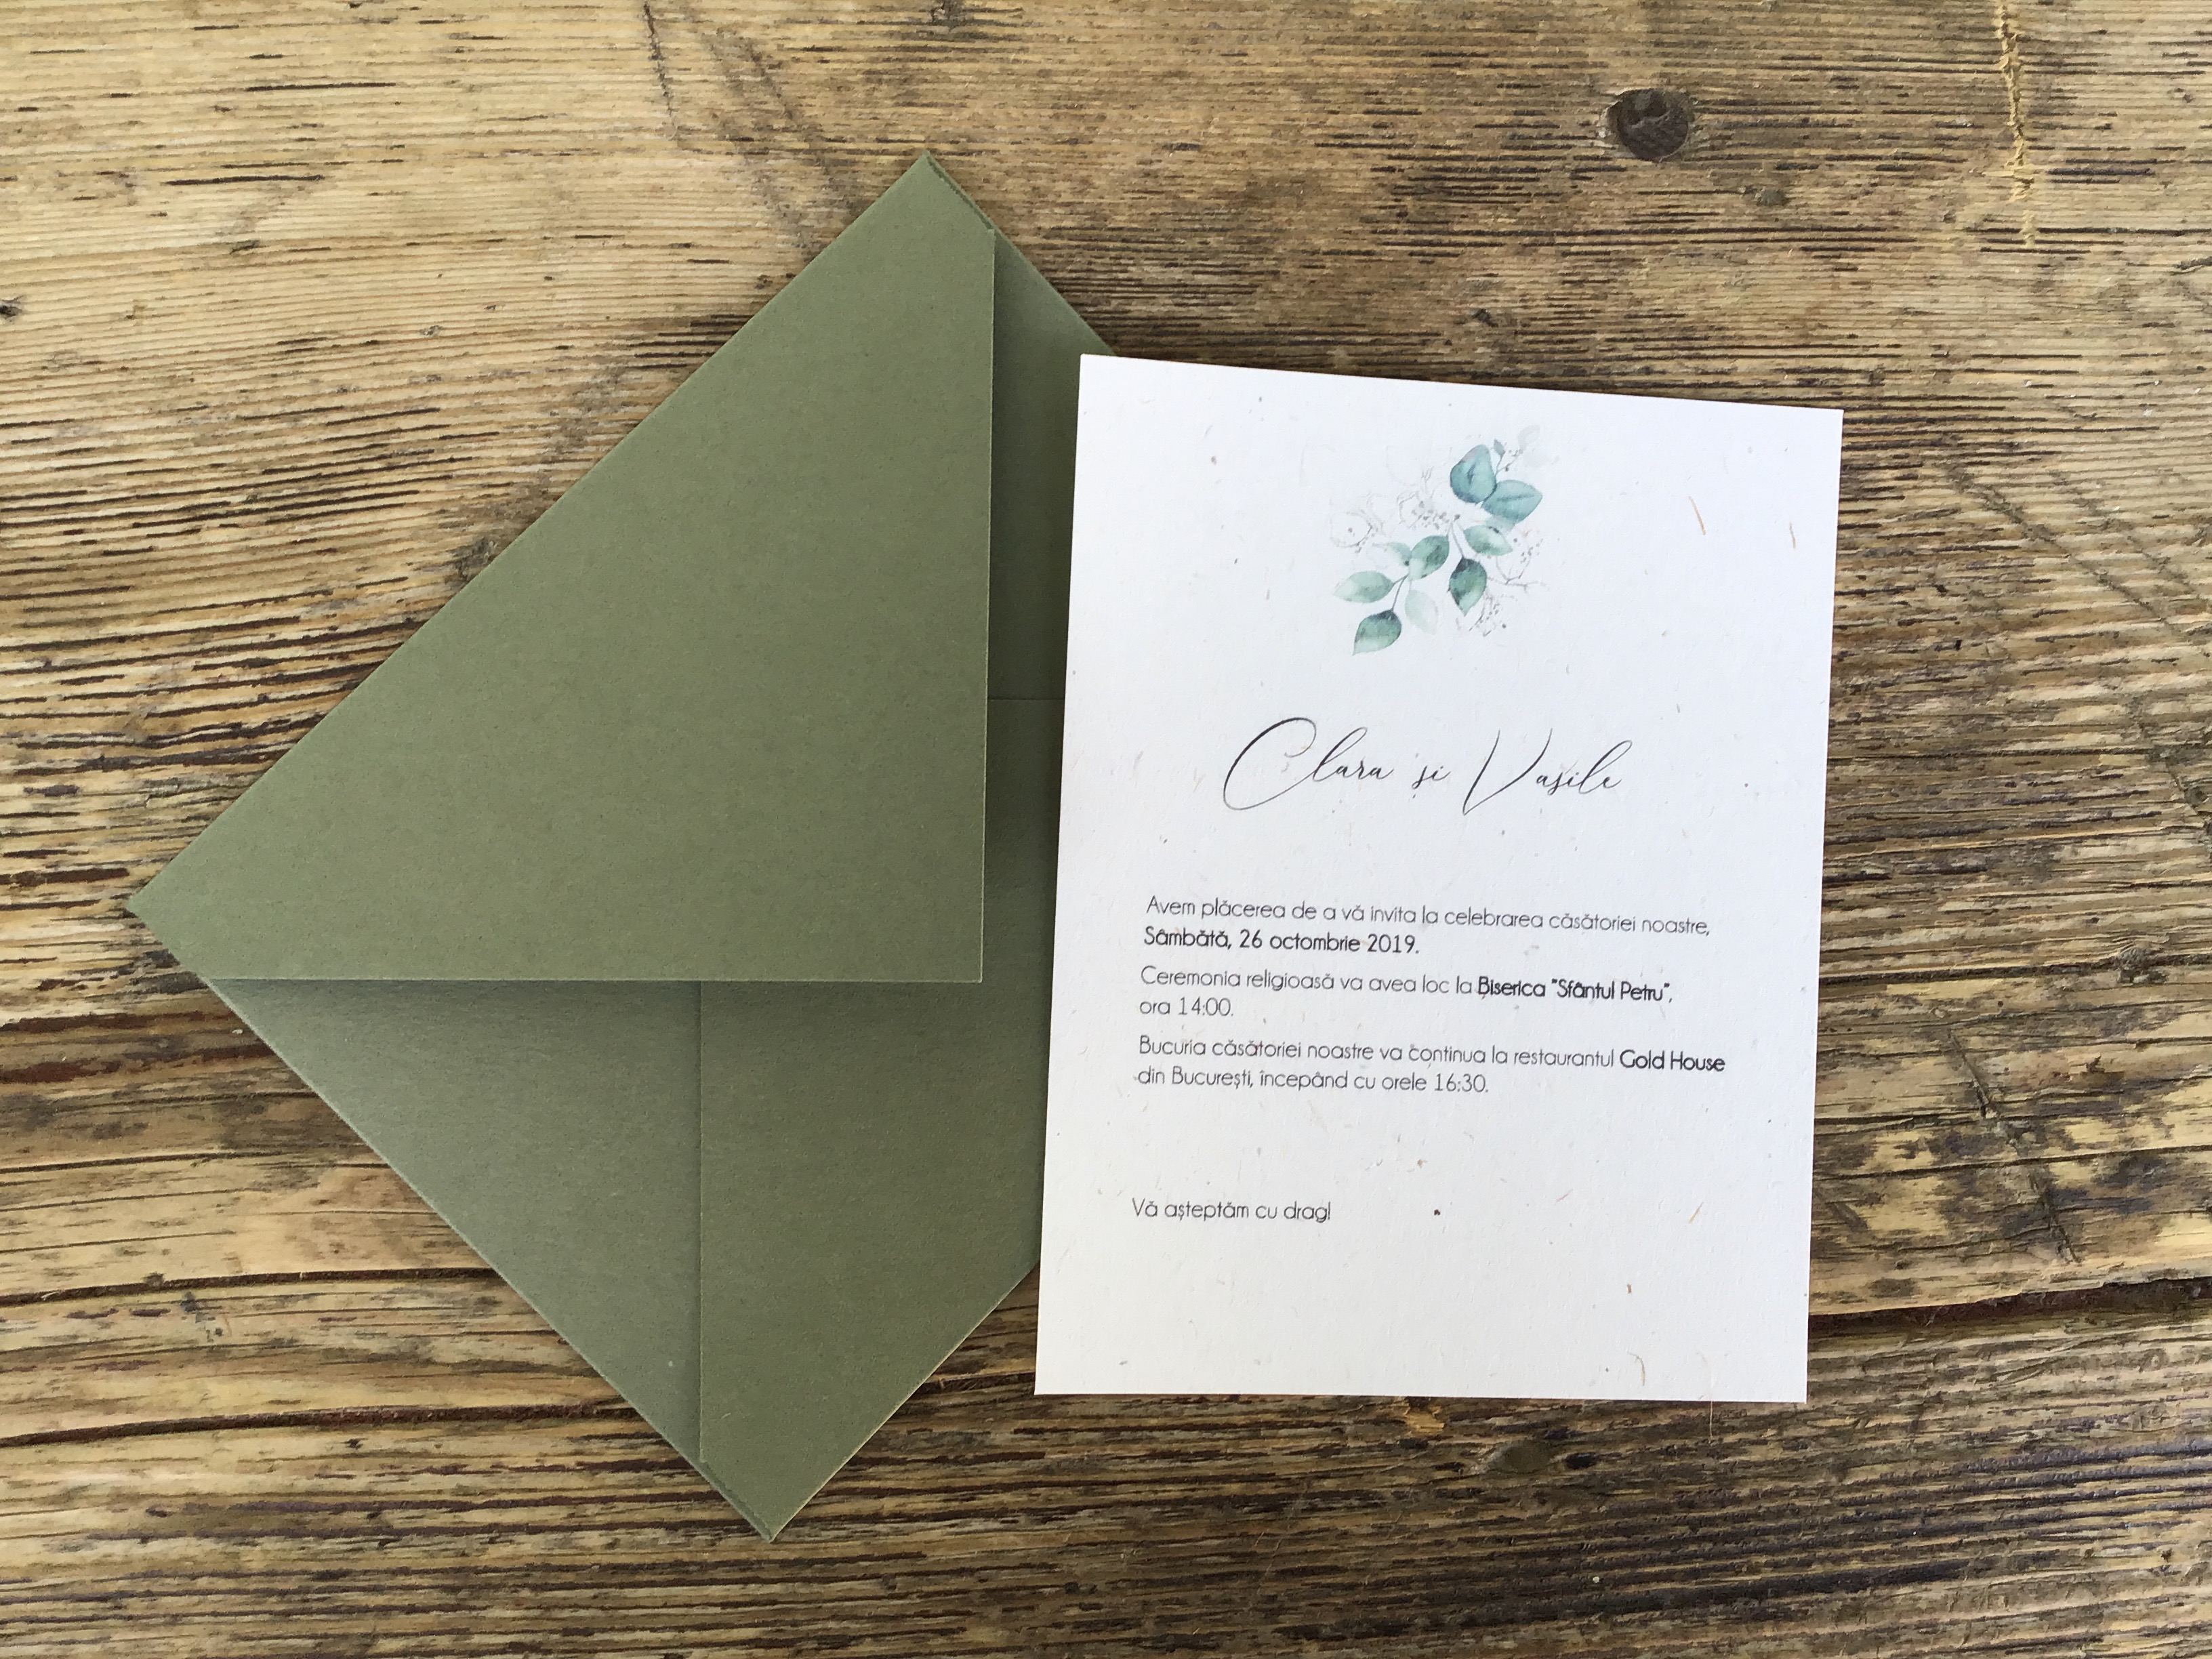 Clara și Vasile
Avem plăcerea de a vă invita la celebrarea căsătoriei noastre,
Sâmbătă, 26 octombrie 2019.
Ceremonia religioasă va avea loc la Biserica "Sfântul Petru",
ora 14:00.
Bucuria căsătoriei noastre va continua la restaurantul Gold House
din București, începând cu orele 16:30.
Vă așteptăm cu drag!